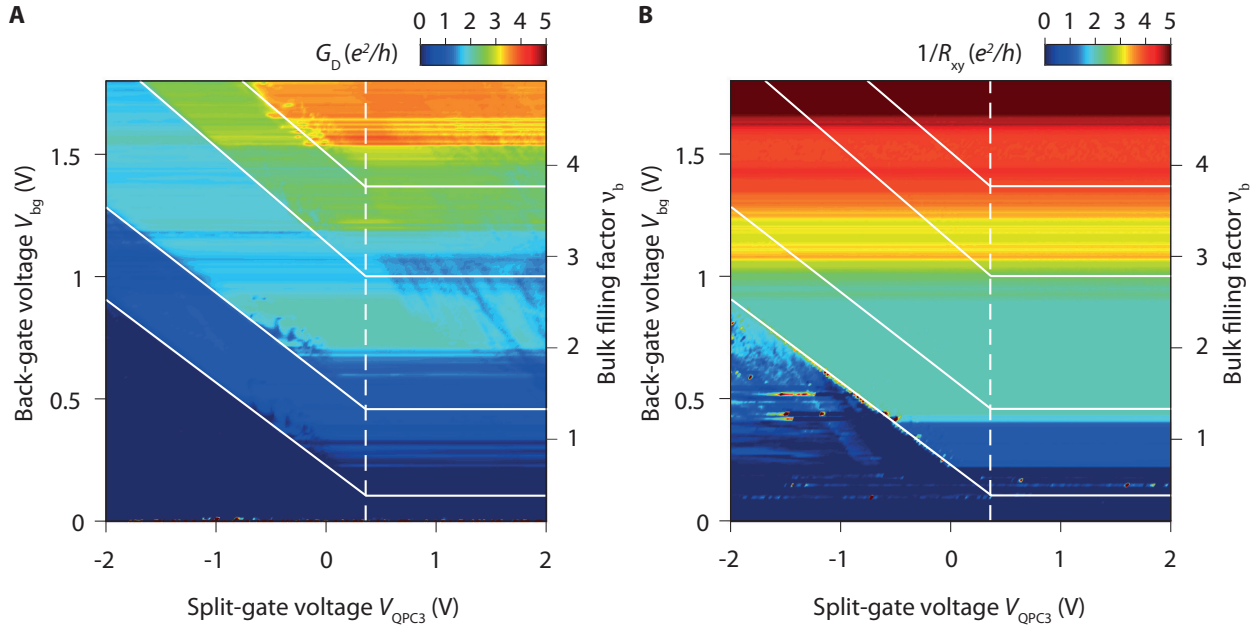 A
0 1 2 3 4 5
G_D (e²/h)
Back-gate voltage V_bg (V)
1.5
1
0.5
0
4
3
2
1
Bulk filling factor ν_b
-2 -1 0 1 2
Split-gate voltage V_QPC3 (V)
B
0 1 2 3 4 5
1/R_xy (e²/h)
Back-gate voltage V_bg (V)
1.5
1
0.5
0
4
3
2
1
Bulk filling factor ν_b
-2 -1 0 1 2
Split-gate voltage V_QPC3 (V)